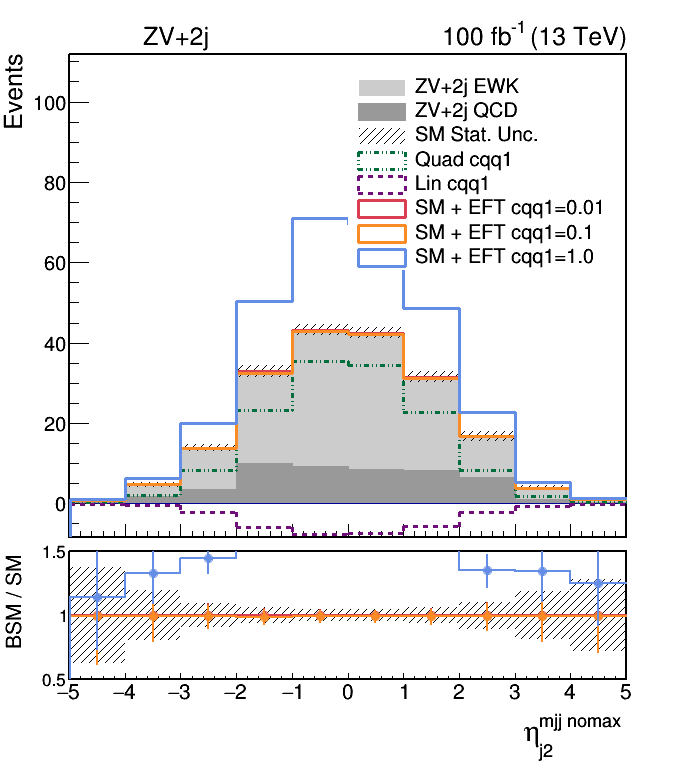 ZV+2j
100 fb-1 (13 TeV)
Events
100
80
60
40
20
0
ZV+2j EWK
ZV+2j QCD
SM Stat. Unc.
Quad cqq1
Lin cqq1
SM + EFT cqq1=0.01
SM + EFT cqq1=0.1
SM + EFT cqq1=1.0
BSM / SM
1.5
1
0.5
−5 −4 −3 −2 −1 0 1 2 3 4 5
η j2 mjj nomax